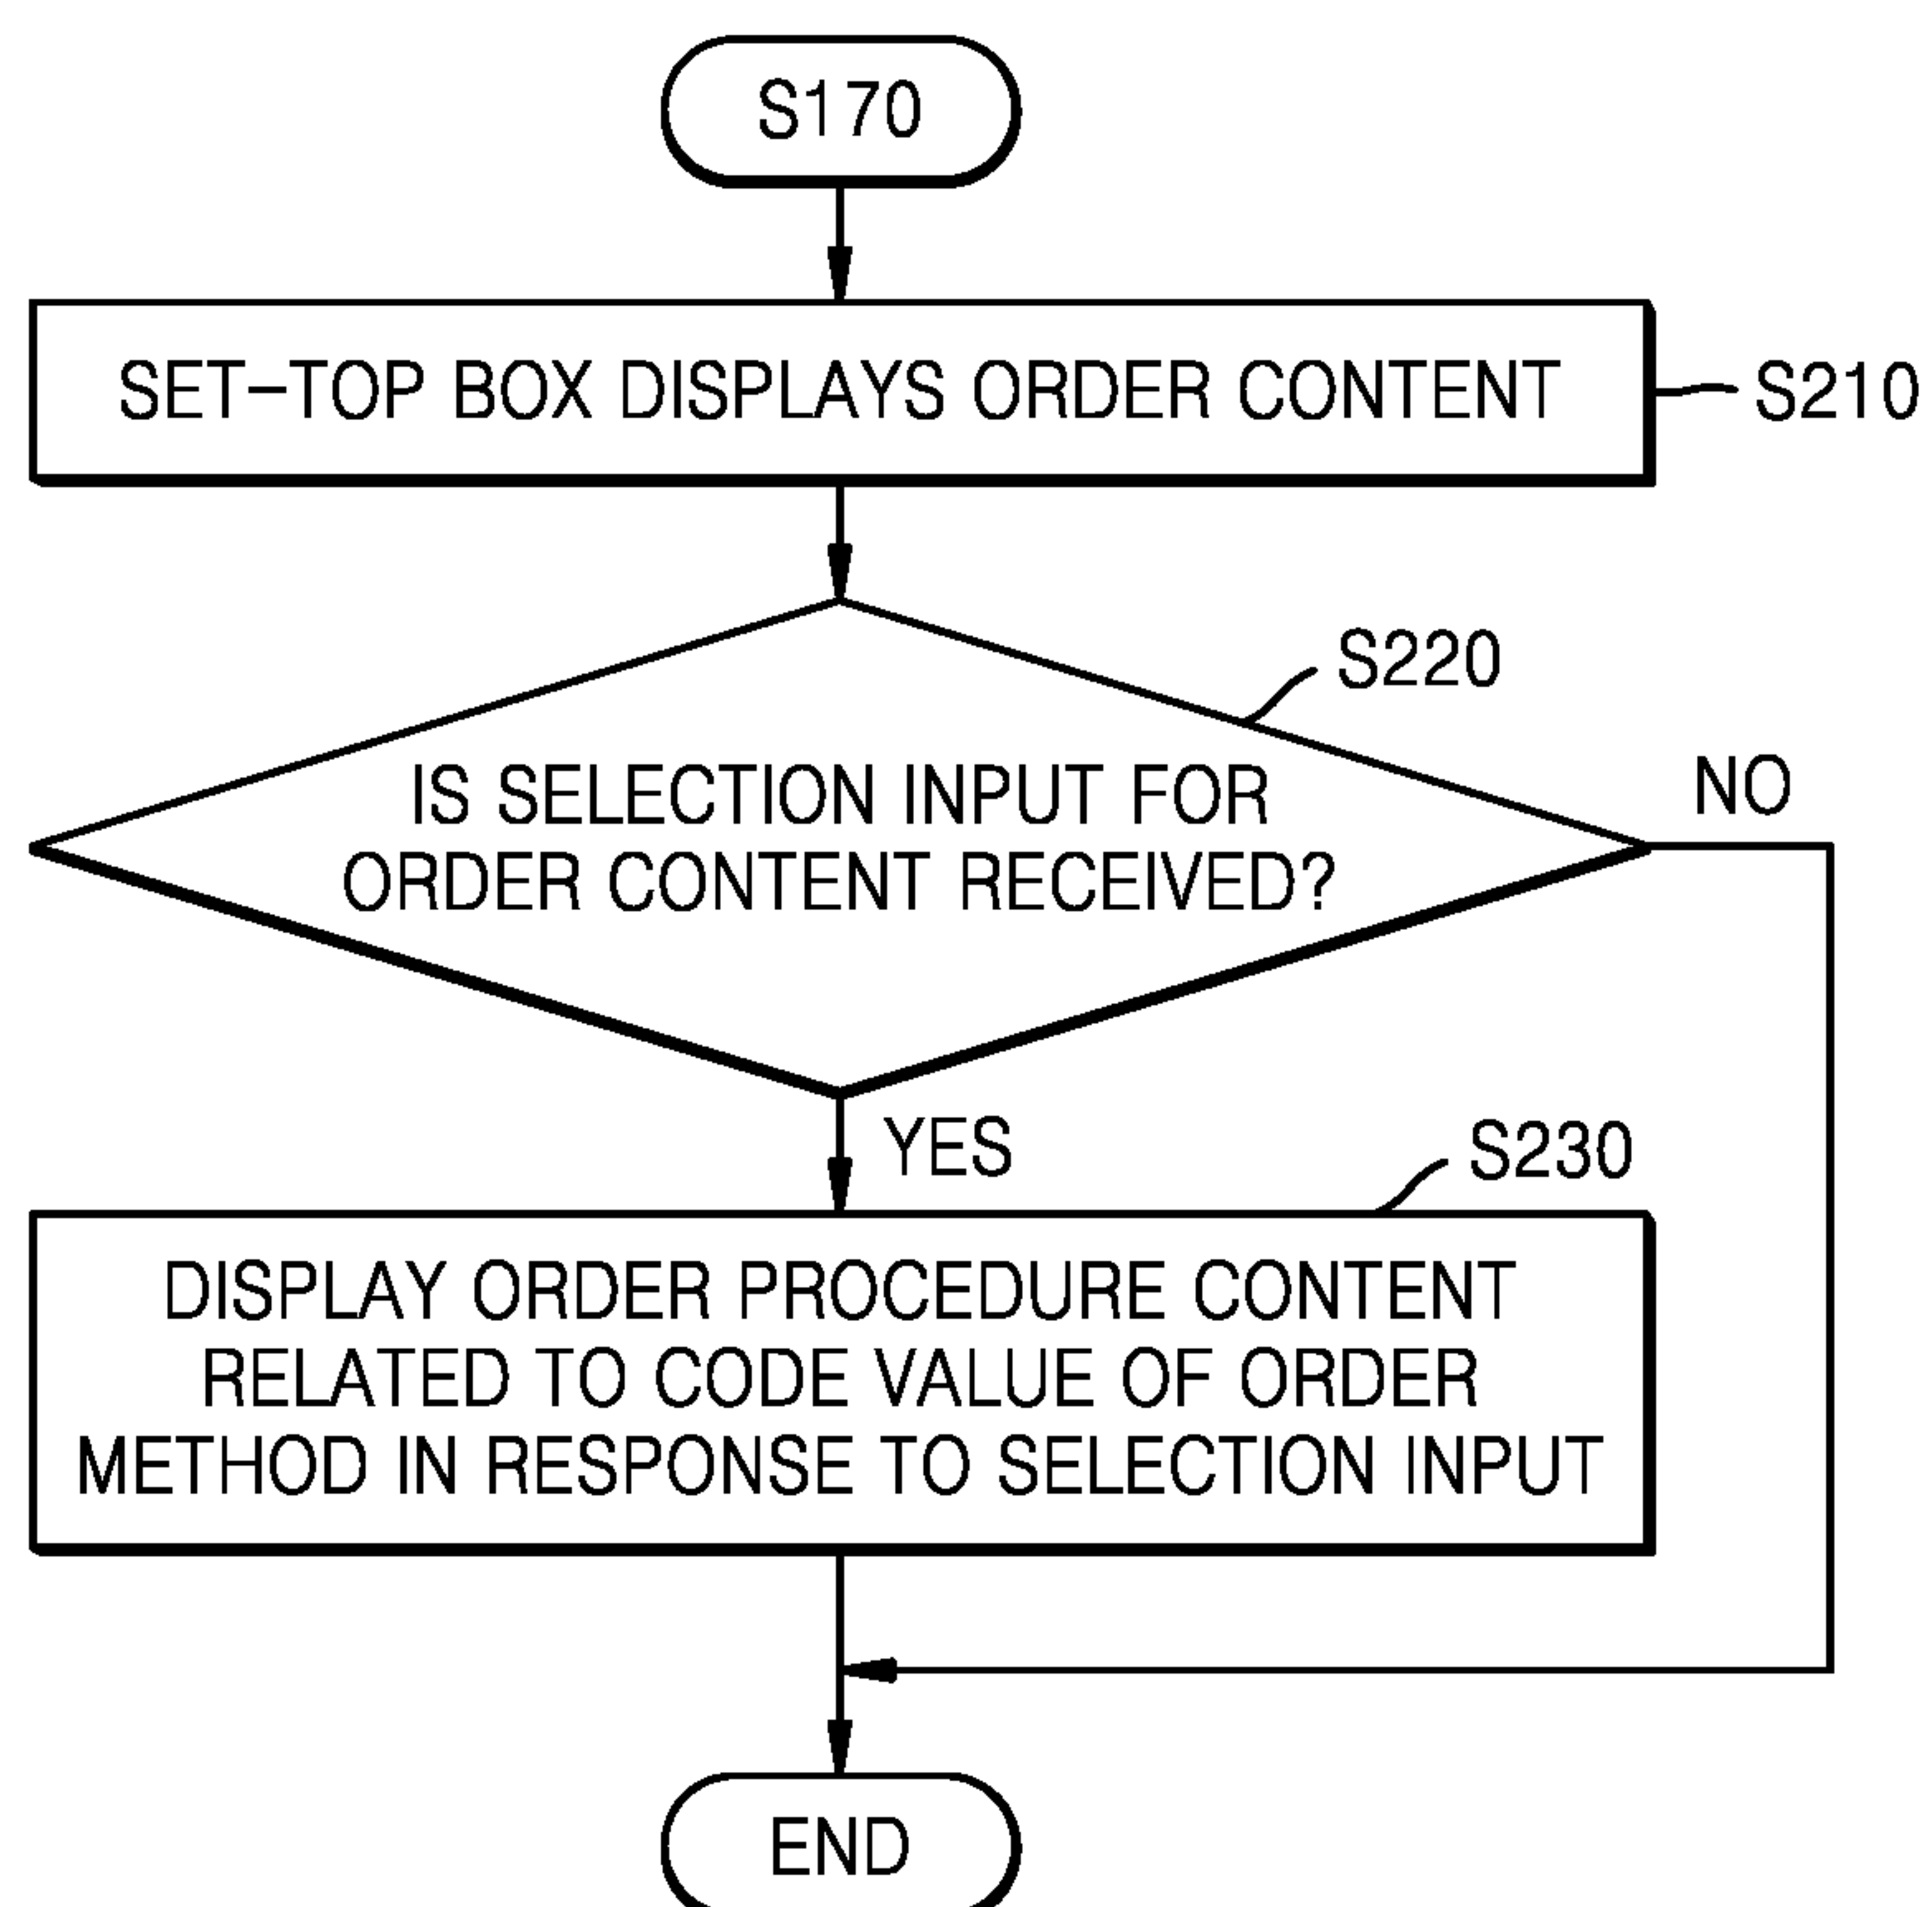 S170
SET-TOP BOX DISPLAYS ORDER CONTENT
S210
S220
IS SELECTION INPUT FOR
ORDER CONTENT RECEIVED?
NO
YES
S230
DISPLAY ORDER PROCEDURE CONTENT
RELATED TO CODE VALUE OF ORDER
METHOD IN RESPONSE TO SELECTION INPUT
END